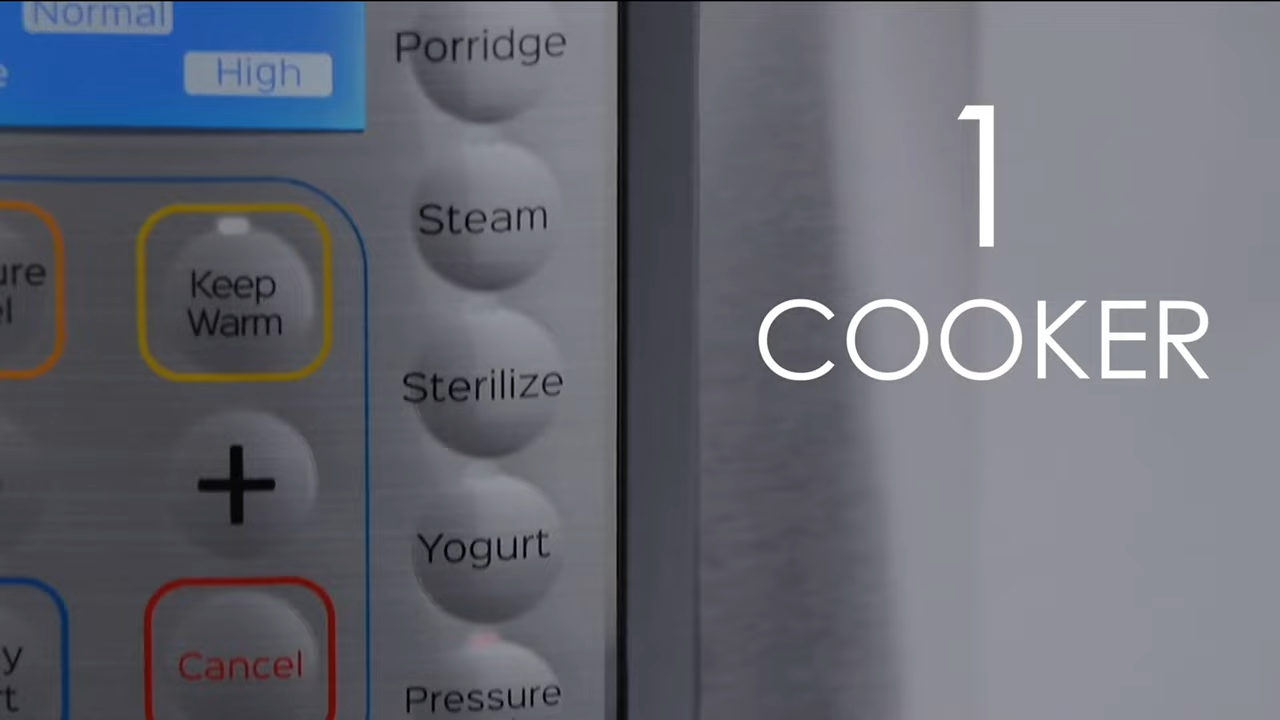 Normal
High
Porridge
Steam
Keep
Warm
Sterilize
+
Yogurt
Cancel
Pressure
1
COOKER